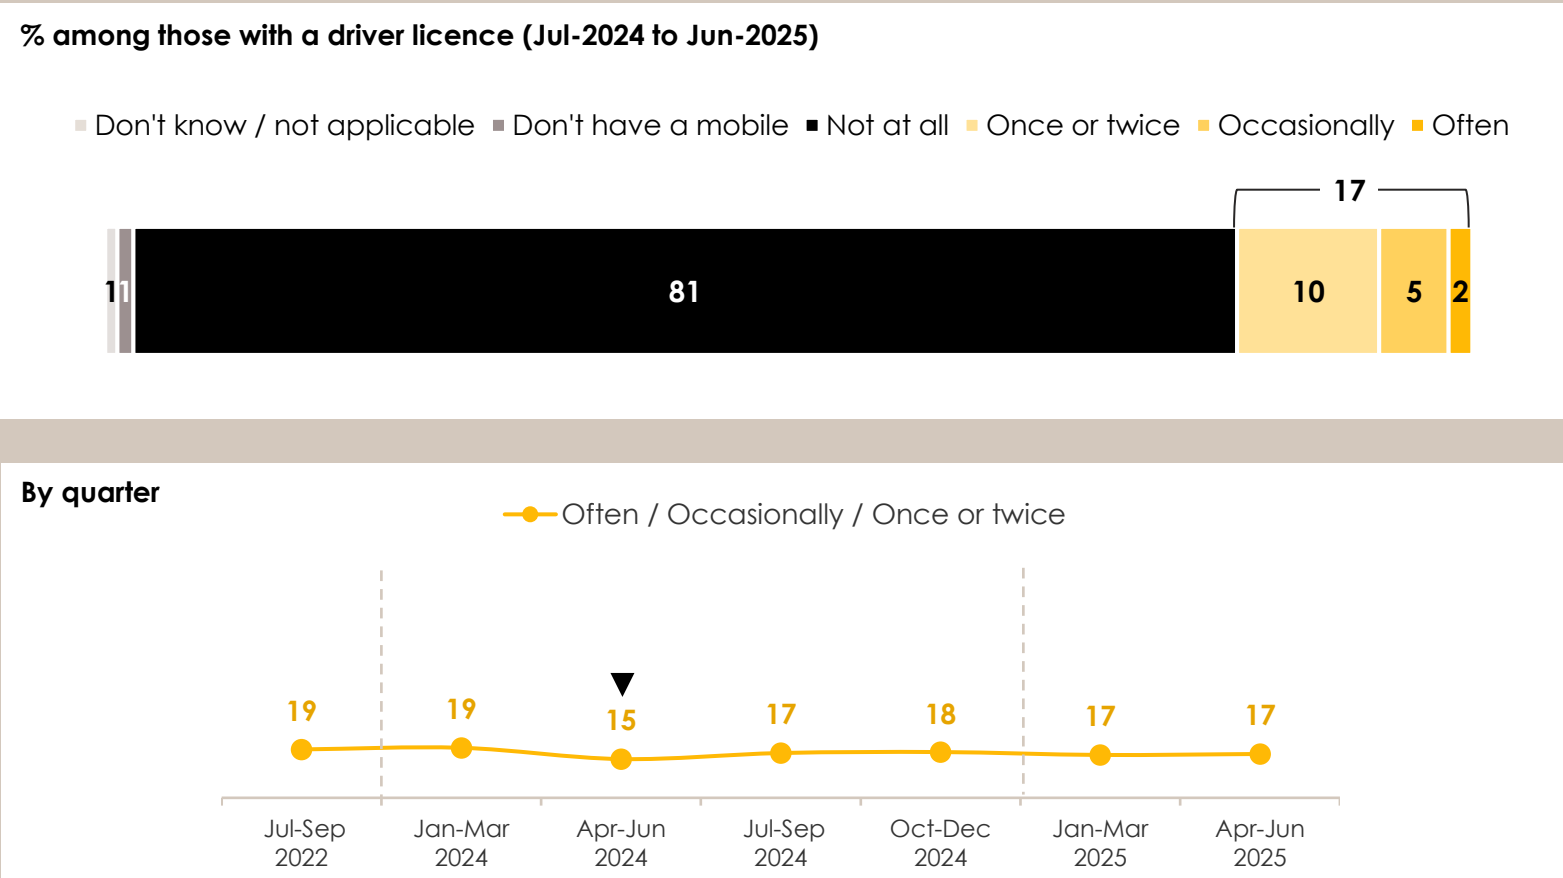 % among those with a driver licence (Jul-2024 to Jun-2025)
Don't know / not applicable Don't have a mobile Not at all Once or twice Occasionally Often
17
1 1 81 10 5 2
By quarter
Often / Occasionally / Once or twice
19 19 15 17 18 17 17
Jul-Sep Jan-Mar Apr-Jun Jul-Sep Oct-Dec Jan-Mar Apr-Jun
2022 2024 2024 2024 2024 2025 2025